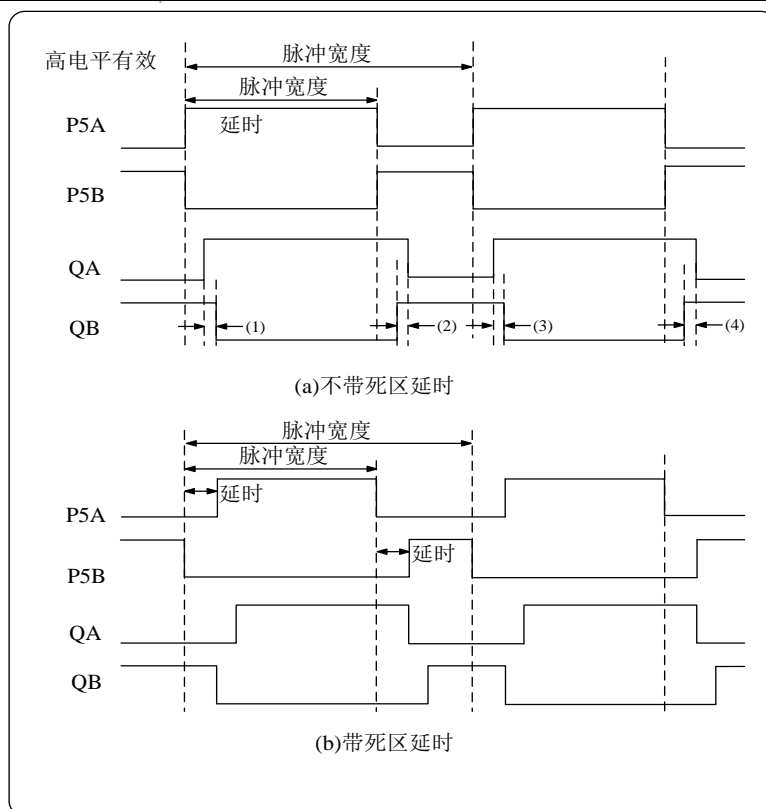 高电平有效
脉冲宽度
脉冲宽度
P5A
延时
P5B
QA
QB
(1)
(2)
(3)
(4)
(a)不带死区延时
脉冲宽度
脉冲宽度
延时
P5A
延时
P5B
QA
QB
(b)带死区延时